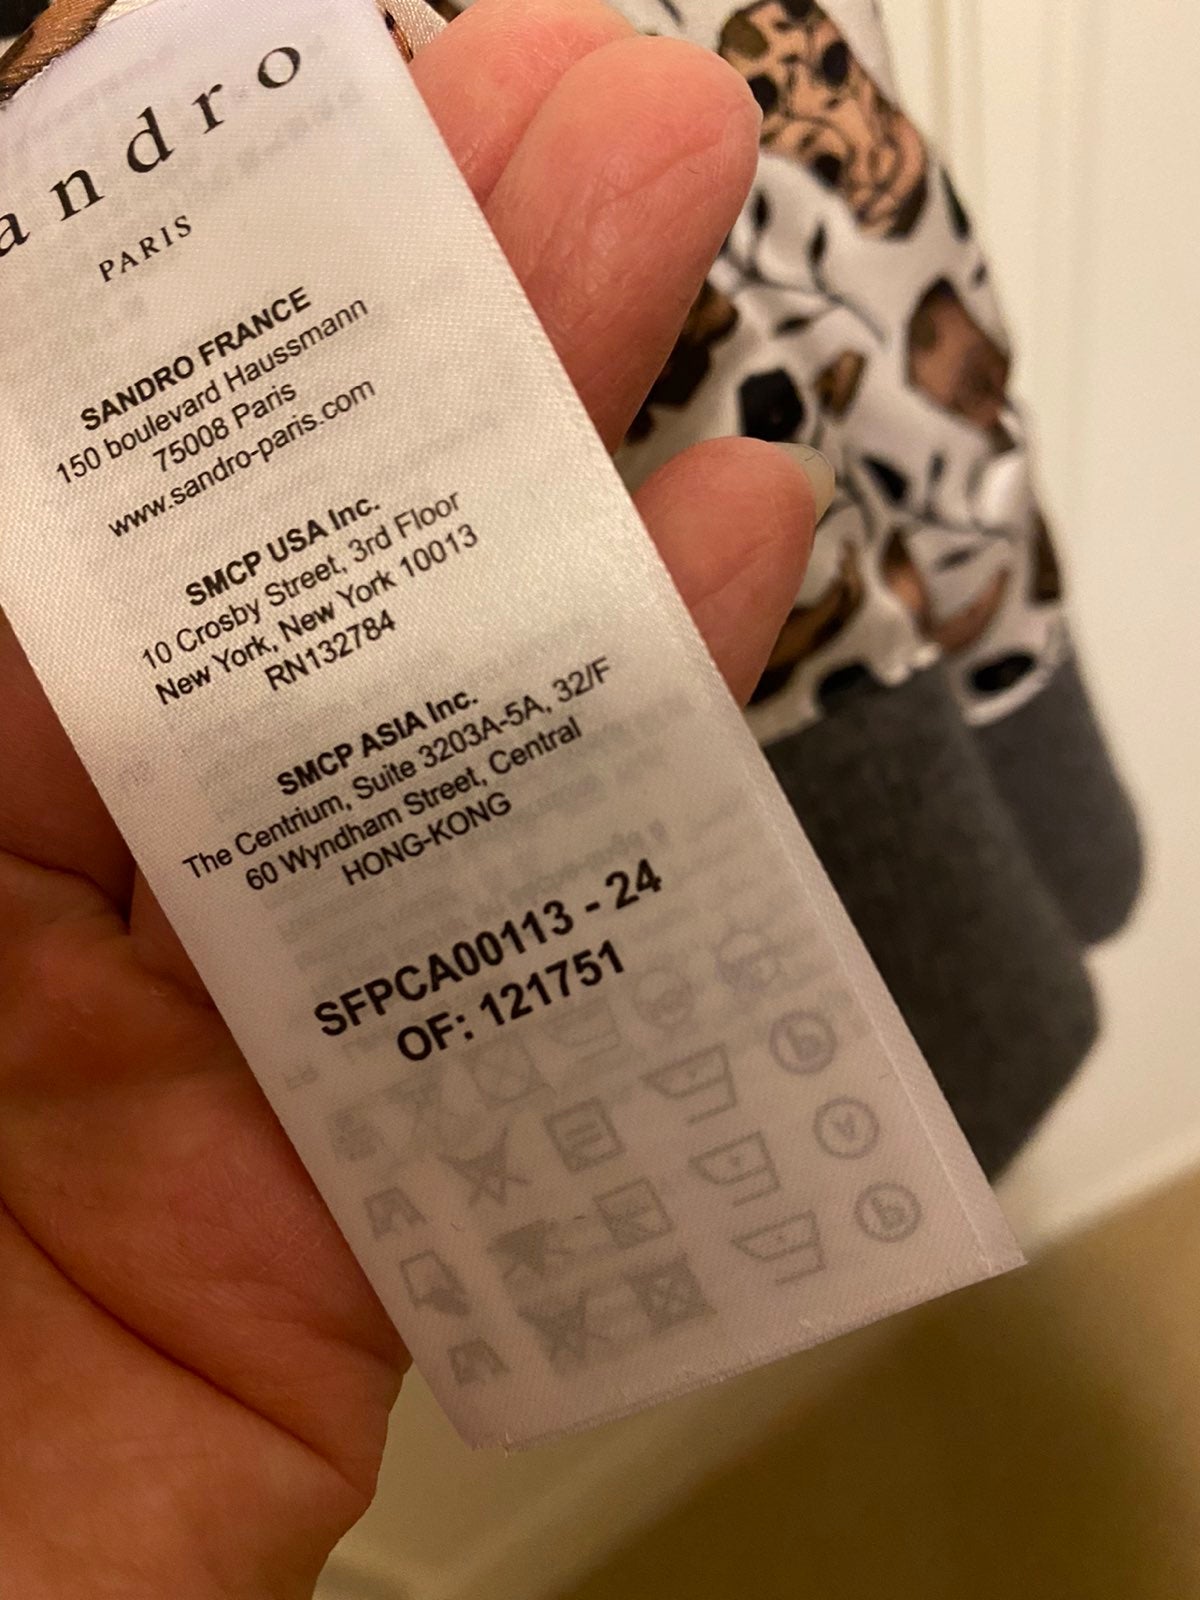 andro
PARIS
SANDRO FRANCE
150 boulevard Haussmann
75008 Paris
www.sandro-paris.com
SMCP USA Inc.
10 Crosby Street, 3rd Floor
New York, New York 10013
RN132784
SMCP ASIA Inc.
The Centrium, Suite 3203A-5A, 32/F
60 Wyndham Street, Central
HONG-KONG
SFPCA00113 - 24
OF: 121751